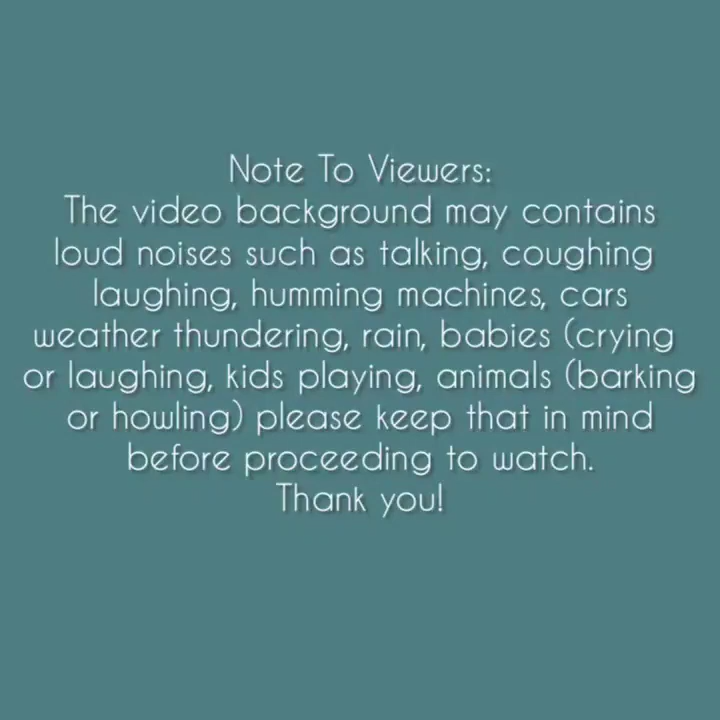 Note To Viewers:
The video background may contains
loud noises such as talking, coughing
laughing, humming machines, cars
weather thundering, rain, babies (crying
or laughing, kids playing, animals (barking
or howling) please keep that in mind
before proceeding to watch.
Thank you!